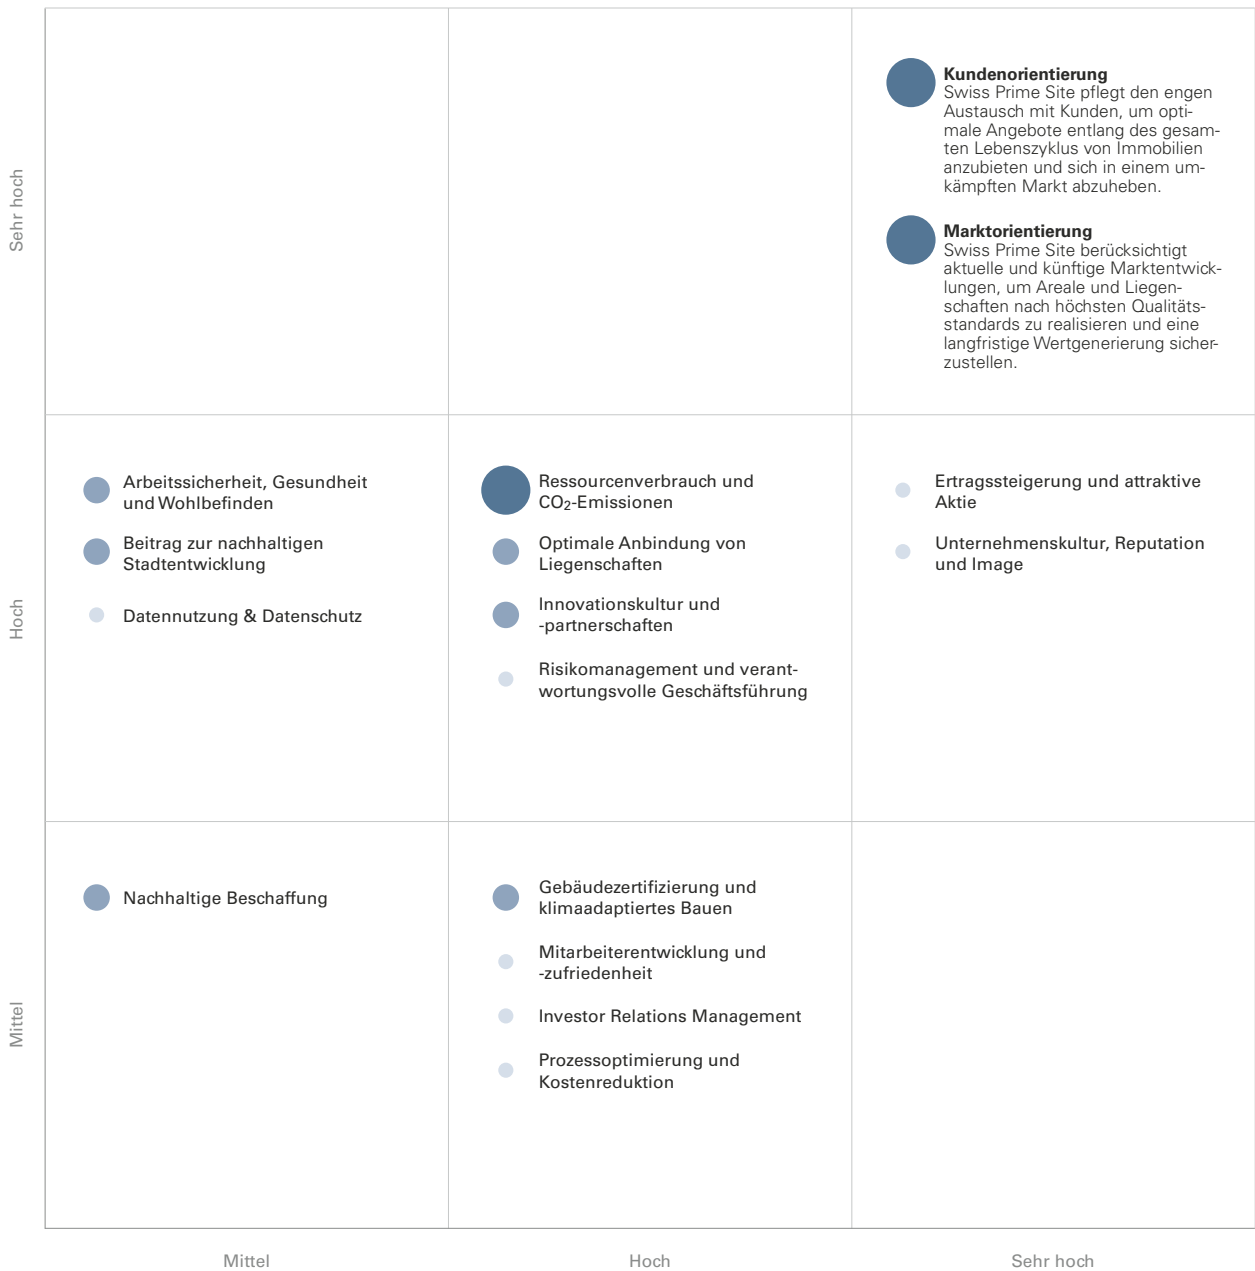 Sehr hoch
Kundenorientierung
Swiss Prime Site pflegt den engen
Austausch mit Kunden, um opti-
male Angebote entlang des gesam-
ten Lebenszyklus von Immobilien
anzubieten und sich in einem um-
kämpften Markt abzuheben.
Marktorientierung
Swiss Prime Site berücksichtigt
aktuelle und künftige Marktentwick-
lungen, um Areale und Liegen-
schaften nach höchsten Qualitäts-
standards zu realisieren und eine
langfristige Wertgenerierung sicher-
zustellen.
Hoch
Arbeitssicherheit, Gesundheit
und Wohlbefinden
Beitrag zur nachhaltigen
Stadtentwicklung
Datennutzung & Datenschutz
Ressourcenverbrauch und
CO₂-Emissionen
Optimale Anbindung von
Liegenschaften
Innovationskultur und
-partnerschaften
Risikomanagement und verant-
wortungsvolle Geschäftsführung
Ertragssteigerung und attraktive
Aktie
Unternehmenskultur, Reputation
und Image
Mittel
Nachhaltige Beschaffung
Gebäudezertifizierung und
klimaadaptiertes Bauen
Mitarbeiterentwicklung und
-zufriedenheit
Investor Relations Management
Prozessoptimierung und
Kostenreduktion
Mittel
Hoch
Sehr hoch